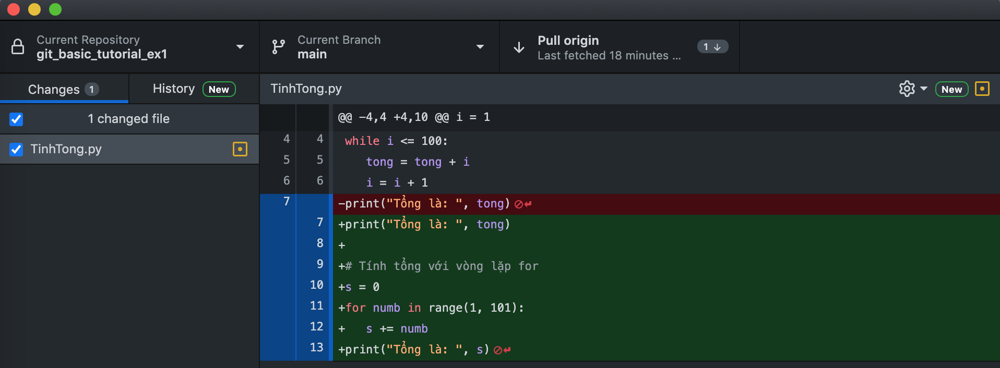 Current Repository
git_basic_tutorial_ex1
Current Branch
main
Pull origin
Last fetched 18 minutes ...
1
Changes 1
History New
TinhTong.py
New
1 changed file
TinhTong.py
@@ -4,4 +4,10 @@ i = 1
4 4 while i <= 100:
5 5 tong = tong + i
6 6 i = i + 1
7 -print("Tổng là: ", tong)
7 +print("Tổng là: ", tong)
8 +
9 +# Tính tổng với vòng lặp for
10 +s = 0
11 +for numb in range(1, 101):
12 + s += numb
13 +print("Tổng là: ", s)